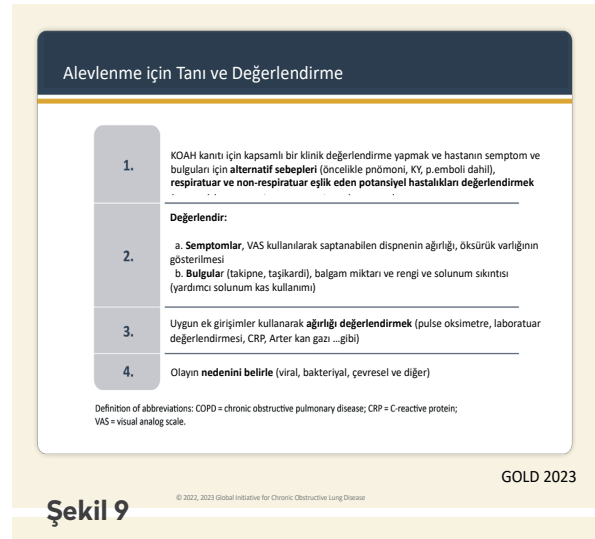 Alevlenme için Tanı ve Değerlendirme
1.
KOAH kanıtı için kapsamlı bir klinik değerlendirme yapmak ve hastanın semptom ve
bulguları için alternatif sebepleri (öncelikle pnömoni, KY, p.emboli dahil),
respiratuar ve non-respiratuar eşlik eden potansiyel hastalıkları değerlendirmek
2.
Değerlendir:
a. Semptomlar, VAS kullanılarak saptanabilen dispnenin ağırlığı, öksürük varlığının
gösterilmesi
b. Bulgular (takipne, taşikardi), balgam miktarı ve rengi ve solunum sıkıntısı
(yardımcı solunum kas kullanımı)
3.
Uygun ek girişimler kullanarak ağırlığı değerlendirmek (pulse oksimetre, laboratuar
değerlendirmesi, CRP, Arter kan gazı ...gibi)
4.
Olayın nedenini belirle (viral, bakteriyal, çevresel ve diğer)
Definition of abbreviations: COPD = chronic obstructive pulmonary disease; CRP = C-reactive protein;
VAS = visual analog scale.
GOLD 2023
© 2022, 2023 Global Initiative for Chronic Obstructive Lung Disease
Şekil 9